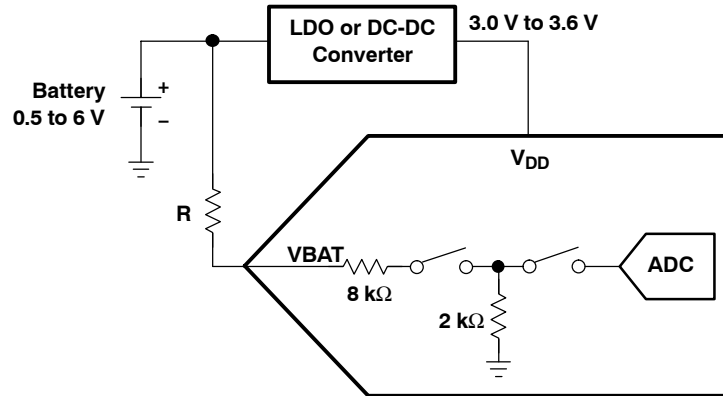 LDO or DC-DC
Converter
3.0 V to 3.6 V
Battery
0.5 to 6 V
+
–
VDD
R
VBAT
8 kΩ
2 kΩ
ADC